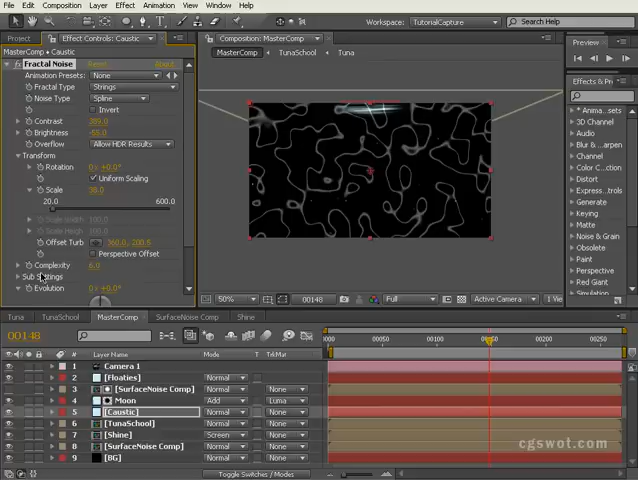 File Edit Composition Layer Effect Animation View Window Help
Workspace: TutorialCapture Search Help
Project Effect Controls: Caustic Composition: MasterComp Preview
MasterComp • Caustic MasterComp TunaSchool Tuna
Fractal Noise Reset About...
Animation Presets: None
Fractal Type Strings
Noise Type Spline
Invert
Contrast 389.0
Brightness -55.0
Overflow Allow HDR Results
Transform
Rotation 0x +0.0°
Uniform Scaling
Scale 38.0
20.0 600.0
Scale Width 100.0
Scale Heigh 100.0
Offset Turb 360.0, 200.5
Perspective Offset
Complexity 6.0
Sub Settings
Evolution 0x +0.0°
50% 00148 Full Active Camera 1 Vie
Effects & P
* Anima...
3D Channel
Audio
Blur & ...arpen
Channel
Color C...ction
Distort
Express...trols
Generate
Keying
Matte
Noise & Grain
Obsolete
Paint
Perspective
Red Giant
Simulation
Tuna TunaSchool MasterComp SurfaceNoise Comp Shine
00148
# Layer Name Mode T TrkMat
0000 00050 00100 00150 00200 00250
1 Camera 1
2 [Floaties] Normal
3 [SurfaceNoise Comp] Normal None
4 Moon Add Luma
5 [Caustic] Normal None
6 [TunaSchool] Normal None
7 [Shine] Screen None
8 [SurfaceNoise Comp] Normal None
9 [BG] Normal None
Toggle Switches / Modes
cgswot.com